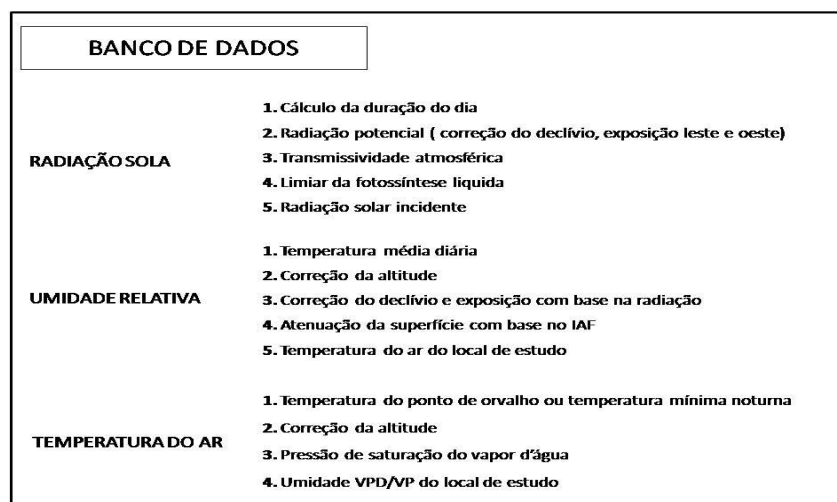 BANCO DE DADOS
RADIAÇÃO SOLA
1. Cálculo da duração do dia
2. Radiação potencial ( correção do declívio, exposição leste e oeste)
3. Transmissividade atmosférica
4. Limiar da fotossíntese liquida
5. Radiação solar incidente
UMIDADE RELATIVA
1. Temperatura média diária
2. Correção da altitude
3. Correção do declívio e exposição com base na radiação
4. Atenuação da superfície com base no IAF
5. Temperatura do ar do local de estudo
TEMPERATURA DO AR
1. Temperatura do ponto de orvalho ou temperatura mínima noturna
2. Correção da altitude
3. Pressão de saturação do vapor d'água
4. Umidade VPD/VP do local de estudo